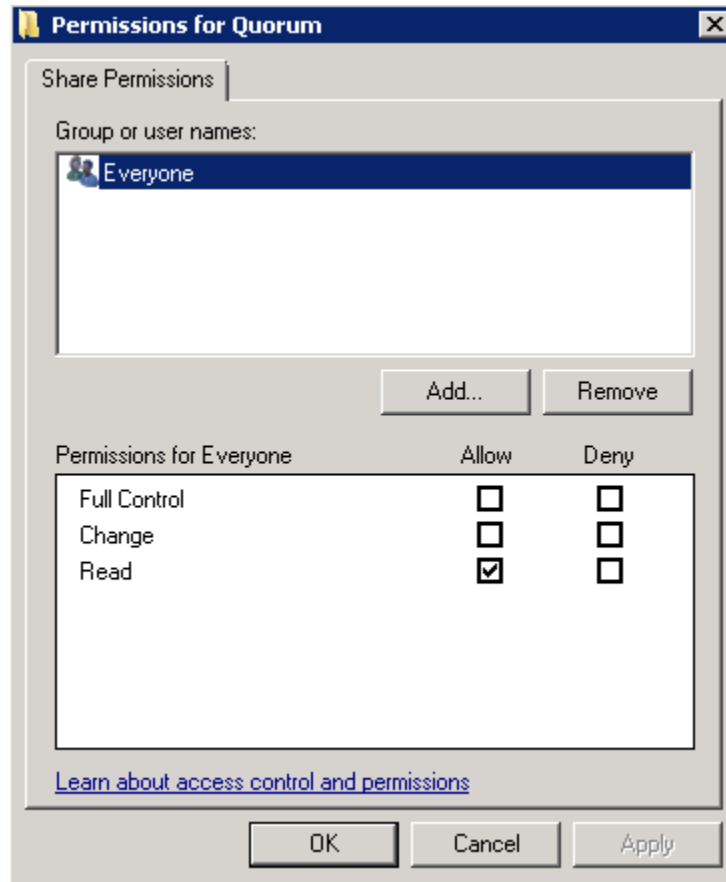 Permissions for Quorum
Share Permissions
Group or user names:
Everyone
Add... Remove
Permissions for Everyone Allow Deny
Full Control
Change
Read
Learn about access control and permissions
OK Cancel Apply